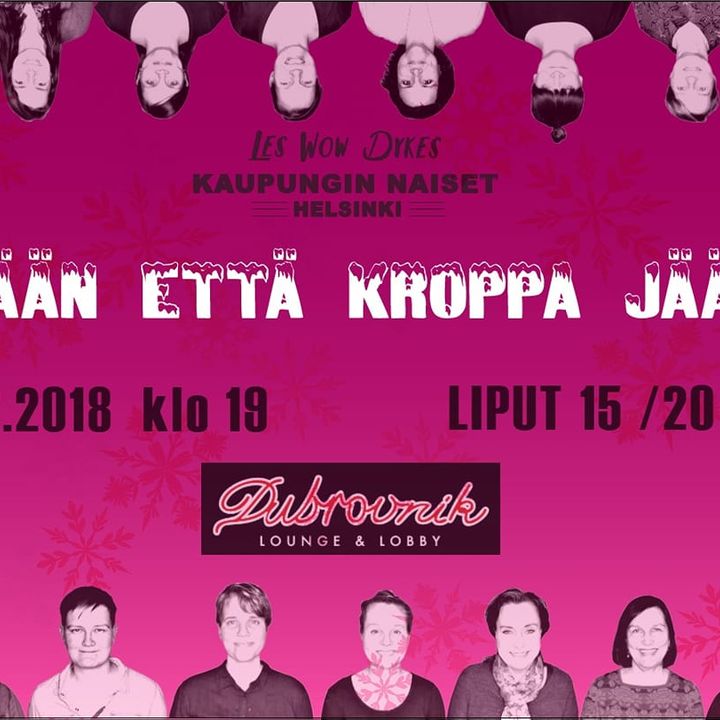 LES WOW DYKES
KAUPUNGIN NAISET
HELSINKI
ÄÄN ETTÄ KROPPA JÄÄ
.2018 klo 19
LIPUT 15 /20
Dubrovnik
LOUNGE & LOBBY